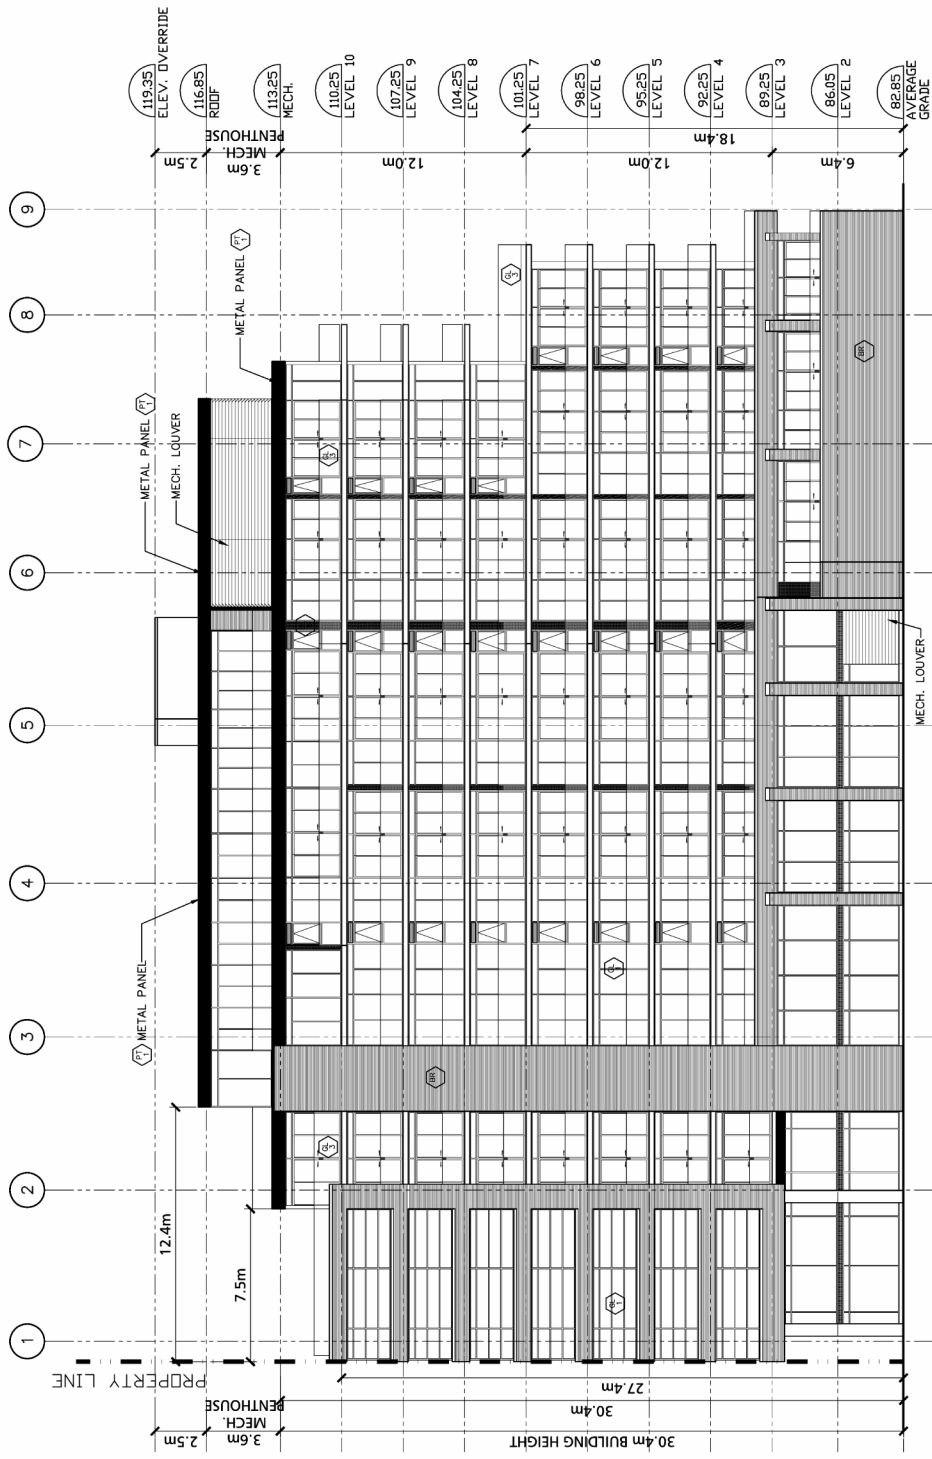 119.35
ELEV. OVERRIDE
116.85
ROOF
113.25
MECH.
110.25
LEVEL 10
107.25
LEVEL 9
104.25
LEVEL 8
101.25
LEVEL 7
98.25
LEVEL 6
95.25
LEVEL 5
92.25
LEVEL 4
89.25
LEVEL 3
86.05
LEVEL 2
82.85
AVERAGE
GRADE
2.5m
3.6m
MECH.
PENTHOUSE
12.0m
12.0m
18.4m
6.4m
9
8
7
6
5
4
3
2
1
METAL PANEL
PT
1
METAL PANEL
PT
1
MECH. LOUVER
GL
3
GL
3
BR
MECH. LOUVER
PT
1
METAL PANEL
GL
1
BR
GL
3
GL
1
12.4m
7.5m
PROPERTY LINE
2.5m
3.6m
MECH.
PENTHOUSE
27.4m
30.4m
30.4m BUILDING HEIGHT